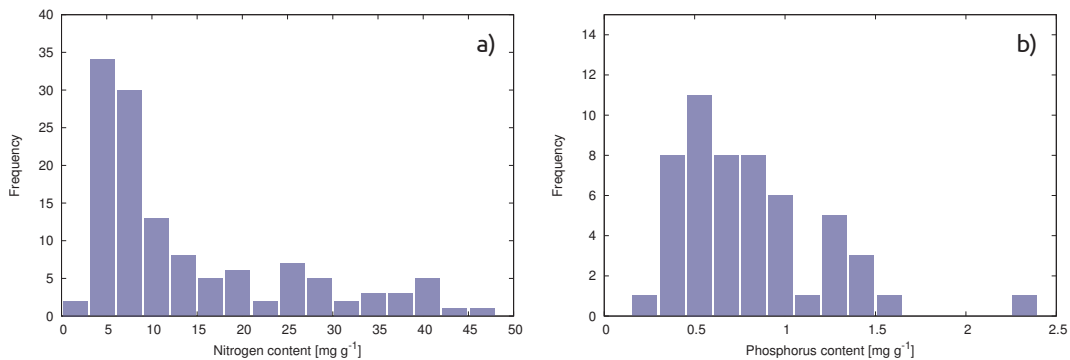 40
35
30
25
20
15
10
5
0
Frequency
a)
0 5 10 15 20 25 30 35 40 45 50
Nitrogen content [mg g⁻¹]
14
12
10
8
6
4
2
0
Frequency
b)
0 0.5 1 1.5 2 2.5
Phosphorus content [mg g⁻¹]